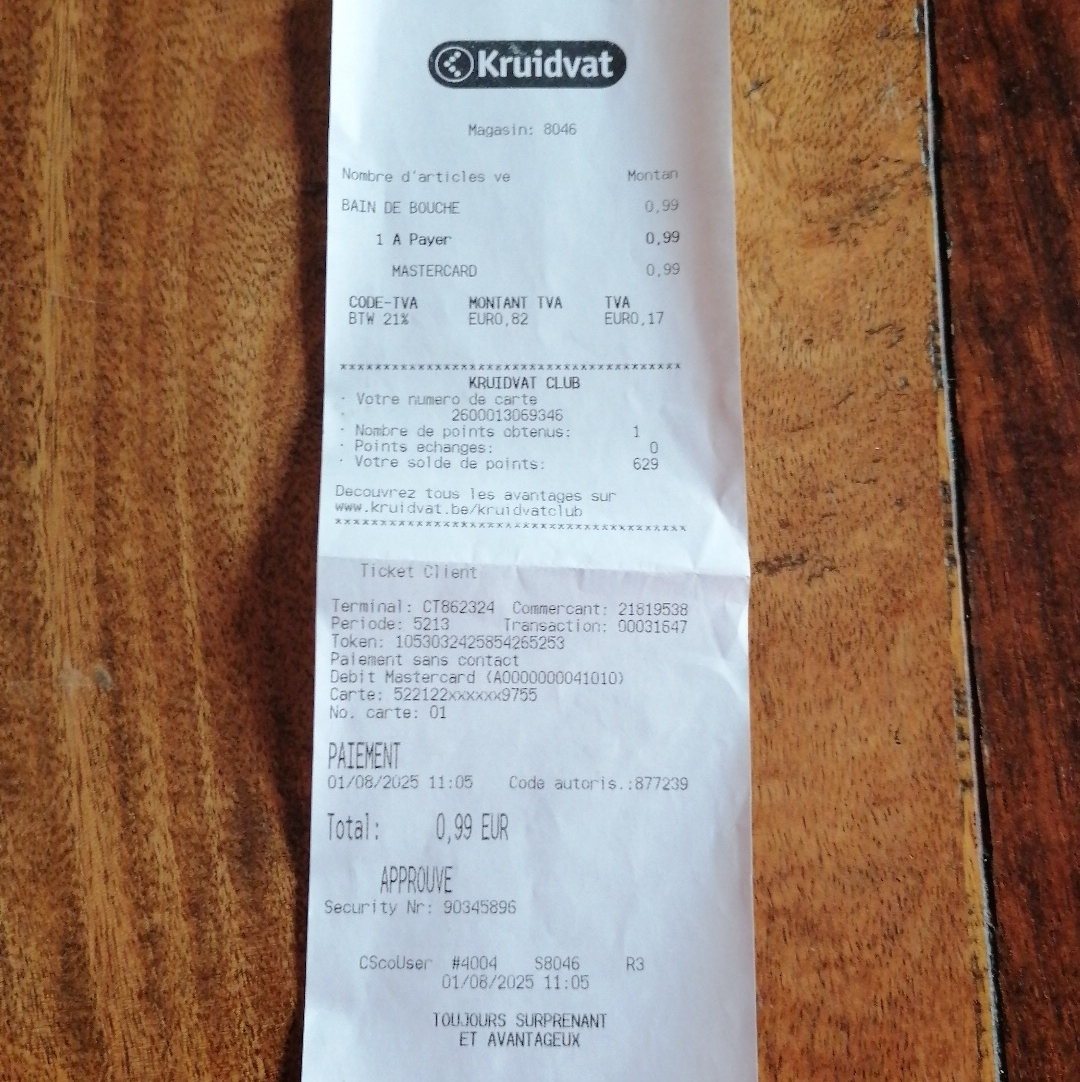 Kruidvat
Magasin: 8046
Nombre d'articles ve Montan
BAIN DE BOUCHE 0,99
1 A Payer 0,99
MASTERCARD 0,99
CODE-TVA MONTANT TVA TVA
BTW 21% EUR0,82 EUR0,17
****************************************
KRUIDVAT CLUB
· Votre numero de carte
· 2600013069346
· Nombre de points obtenus: 1
· Points echanges: 0
· Votre solde de points: 629
Decouvrez tous les avantages sur
www.kruidvat.be/kruidvatclub
****************************************
Ticket Client
Terminal: CT862324 Commercant: 21819538
Periode: 5213 Transaction: 00031647
Token: 1053032425854265253
Paiement sans contact
Debit Mastercard (A0000000041010)
Carte: 522122xxxxxx9755
No. carte: 01
PAIEMENT
01/08/2025 11:05 Code autoris.:877239
Total: 0,99 EUR
APPROUVE
Security Nr: 90345896
CScoUser #4004 S8046 R3
01/08/2025 11:05
TOUJOURS SURPRENANT
ET AVANTAGEUX